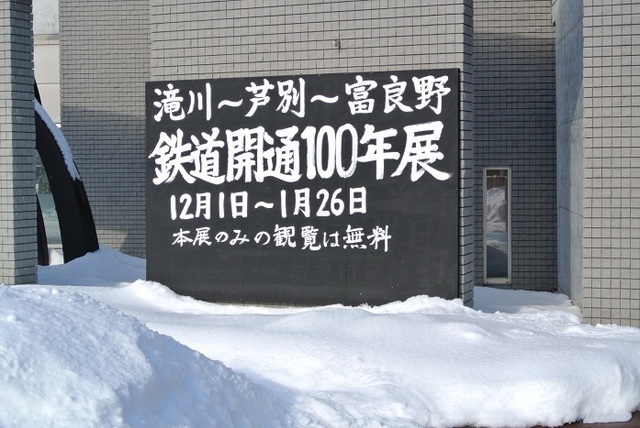 滝川～芦別～富良野
鉄道開通100年展
12月1日～1月26日
本展のみの観覧は無料